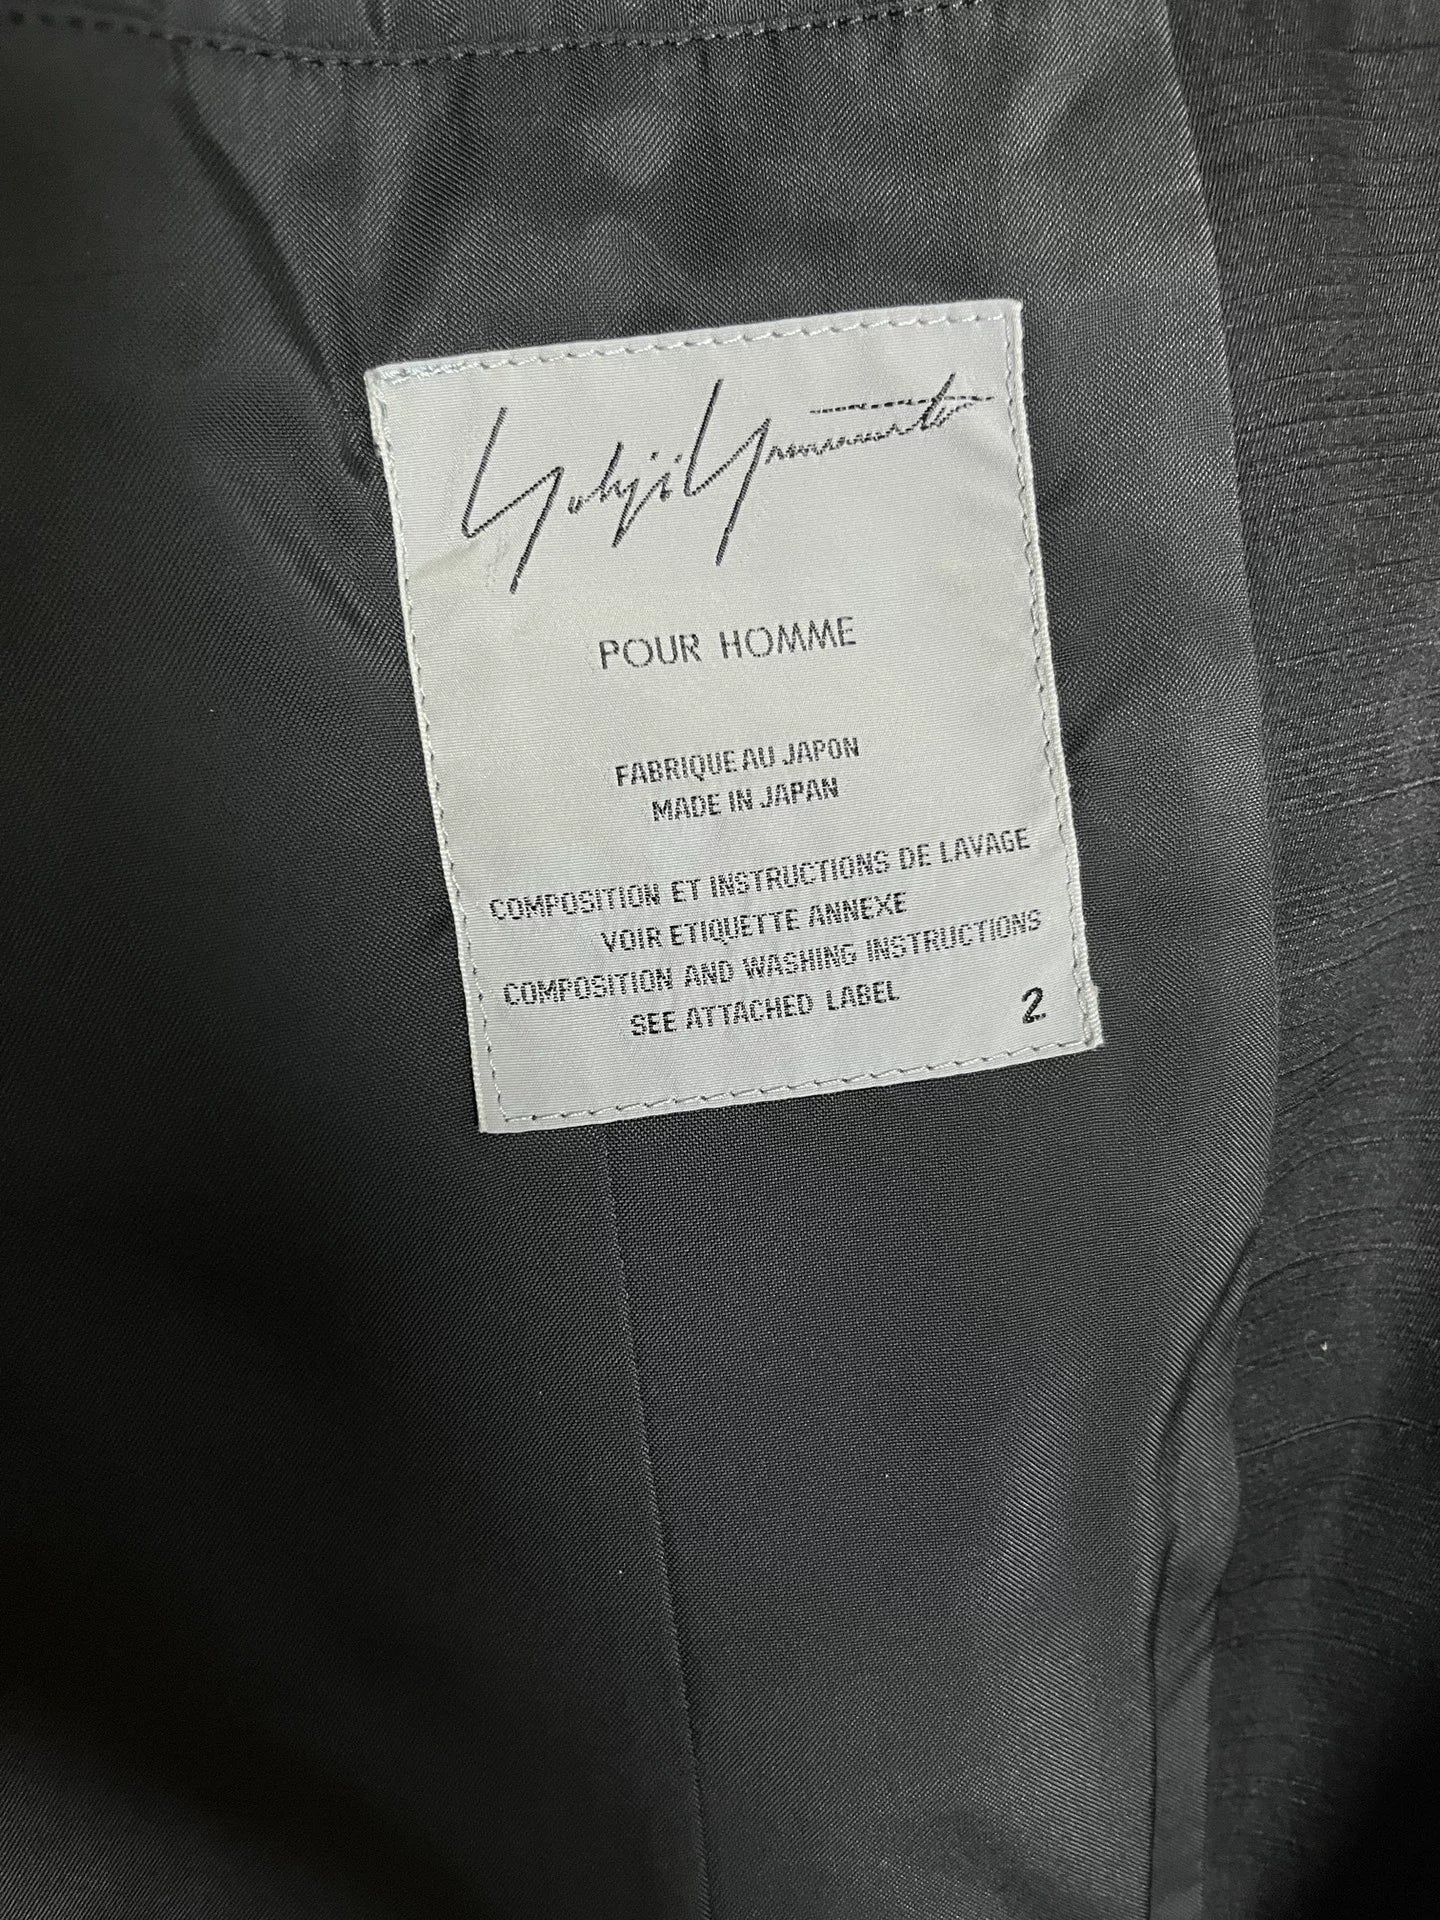 Yohji Yamamoto
POUR HOMME
FABRIQUE AU JAPON
MADE IN JAPAN
COMPOSITION ET INSTRUCTIONS DE LAVAGE
VOIR ETIQUETTE ANNEXE
COMPOSITION AND WASHING INSTRUCTIONS
SEE ATTACHED LABEL
2